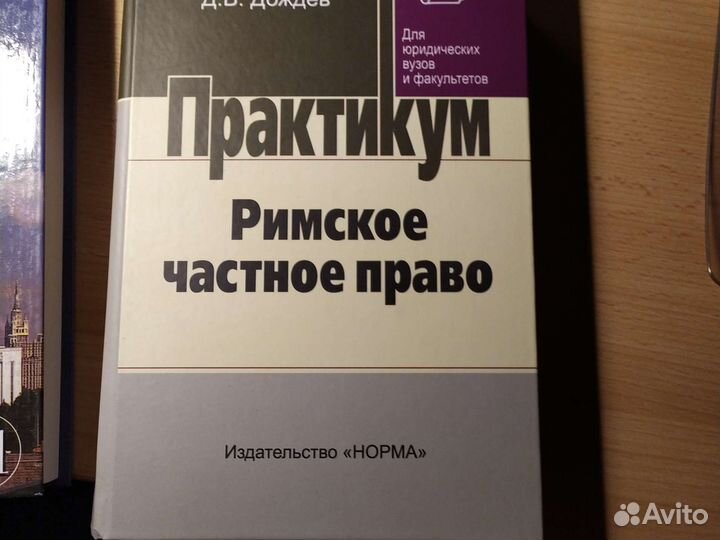 Д.В. Дождев
Для
юридических
вузов
и факультетов
Практикум
Римское
частное право
Издательство «НОРМА»
Avito